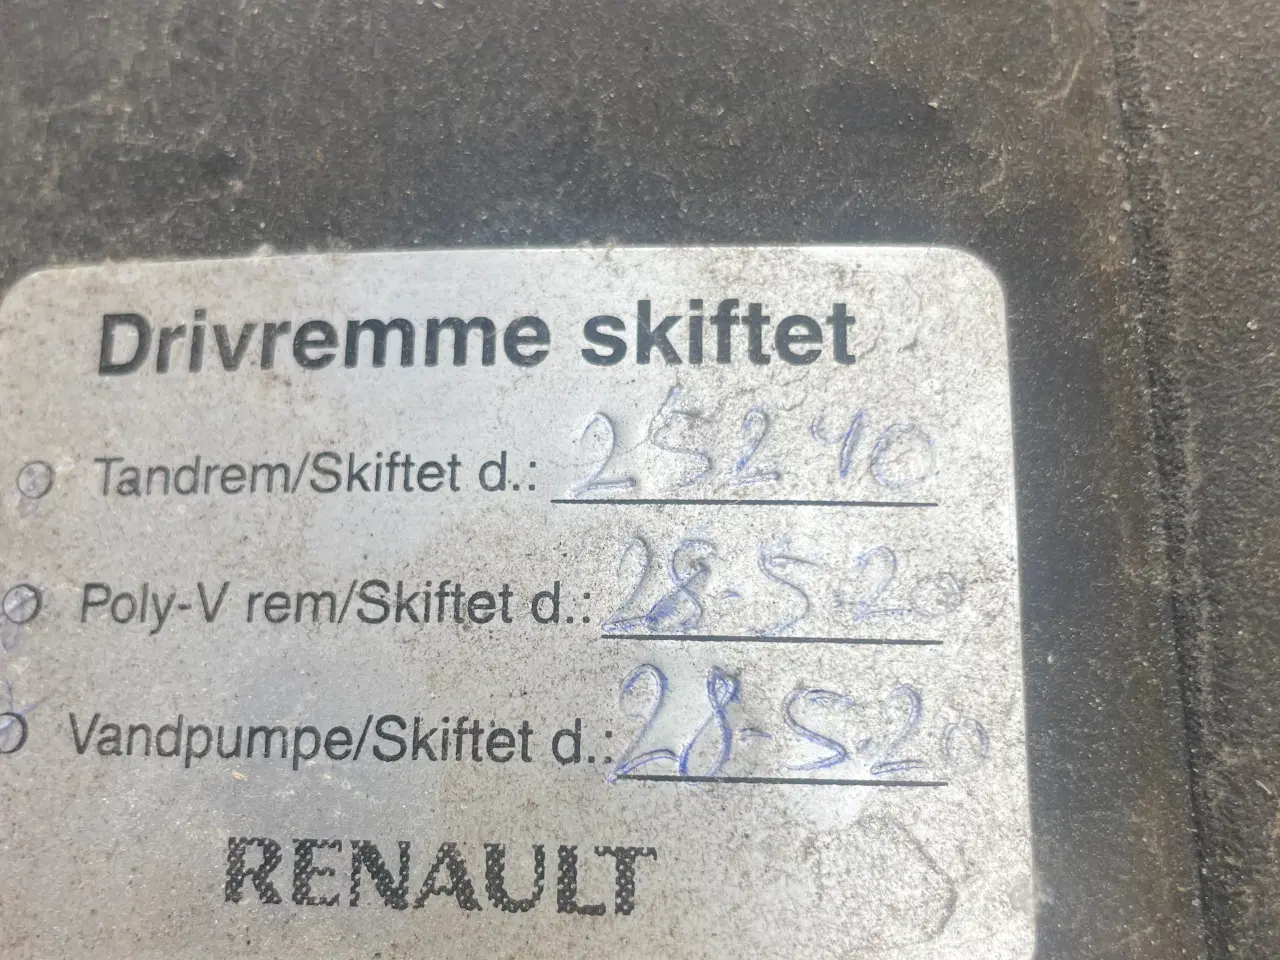 Drivremme skiftet
Tandrem/Skiftet d.: 25240
Poly-V rem/Skiftet d.: 28-5-20
Vandpumpe/Skiftet d.: 28-5-20
RENAULT